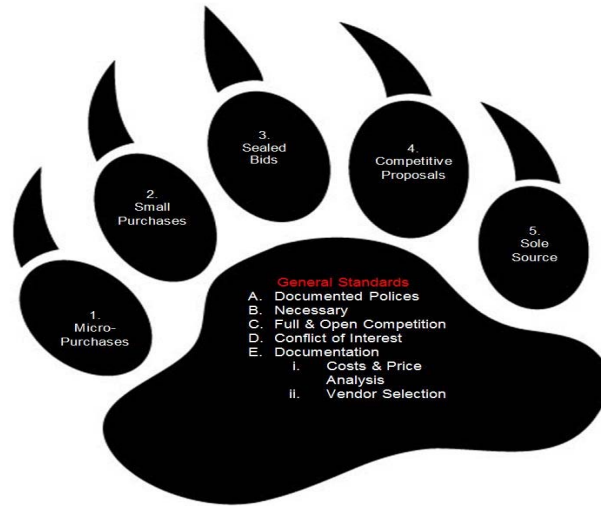 1.
Micro-
Purchases
2.
Small
Purchases
3.
Sealed
Bids
4.
Competitive
Proposals
5.
Sole
Source
General Standards
A. Documented Polices
B. Necessary
C. Full & Open Competition
D. Conflict of Interest
E. Documentation
i. Costs & Price
Analysis
ii. Vendor Selection